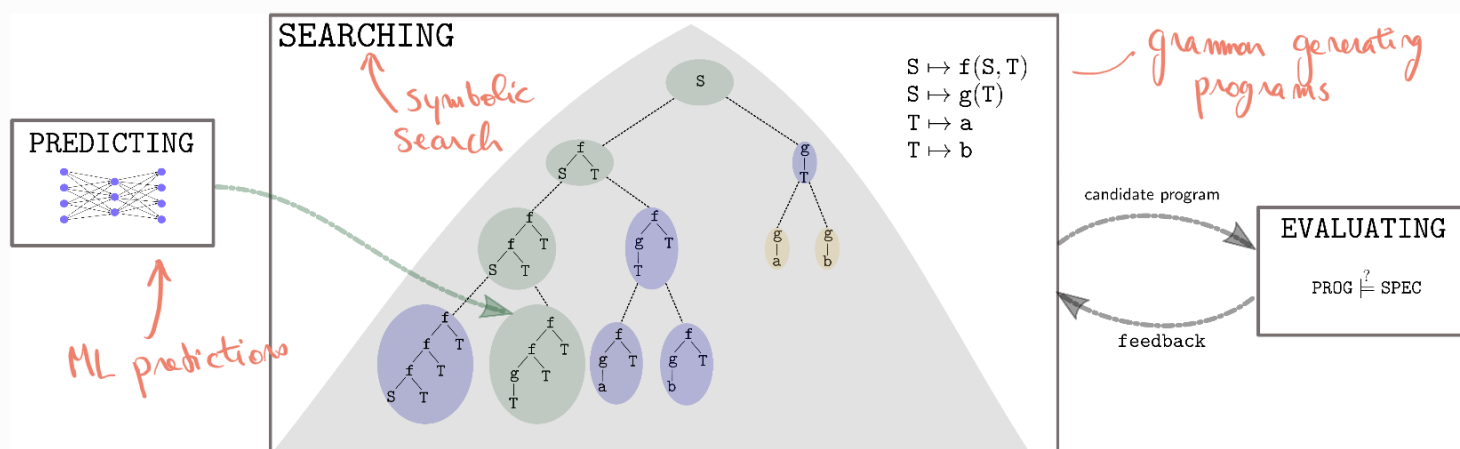 SEARCHING
symbolic
search
grammar generating
programs
S ↦ f(S, T)
S ↦ g(T)
T ↦ a
T ↦ b
PREDICTING
ML predictions
S
f
S T
g
T
f
f T
S T
f
g T
T
g
a
g
b
f
f T
f T
S T
f
f T
g T
T
f
g T
a
f
g T
b
candidate program
EVALUATING
PROG ?⊨ SPEC
feedback